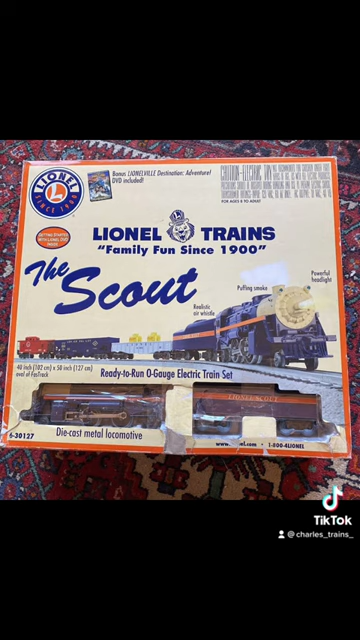 Bonus LIONELVILLE Destination: Adventure!
DVD included!
CAUTION–ELECTRIC TOY
FOR AGES 8 TO ADULT
LIONEL
SINCE 1900
GETTING STARTED
WITH LIONEL DVD
INSIDE
LIONEL TRAINS
"Family Fun Since 1900"
The
Scout
Puffing smoke
Powerful
headlight
Realistic
air whistle
40 inch (102 cm) x 50 inch (127 cm)
oval of FasTrack
Ready-to-Run O-Gauge Electric Train Set
LIONEL SCOUT
6-30127
Die-cast metal locomotive
1-800-4LIONEL
TikTok
@charles_trains_